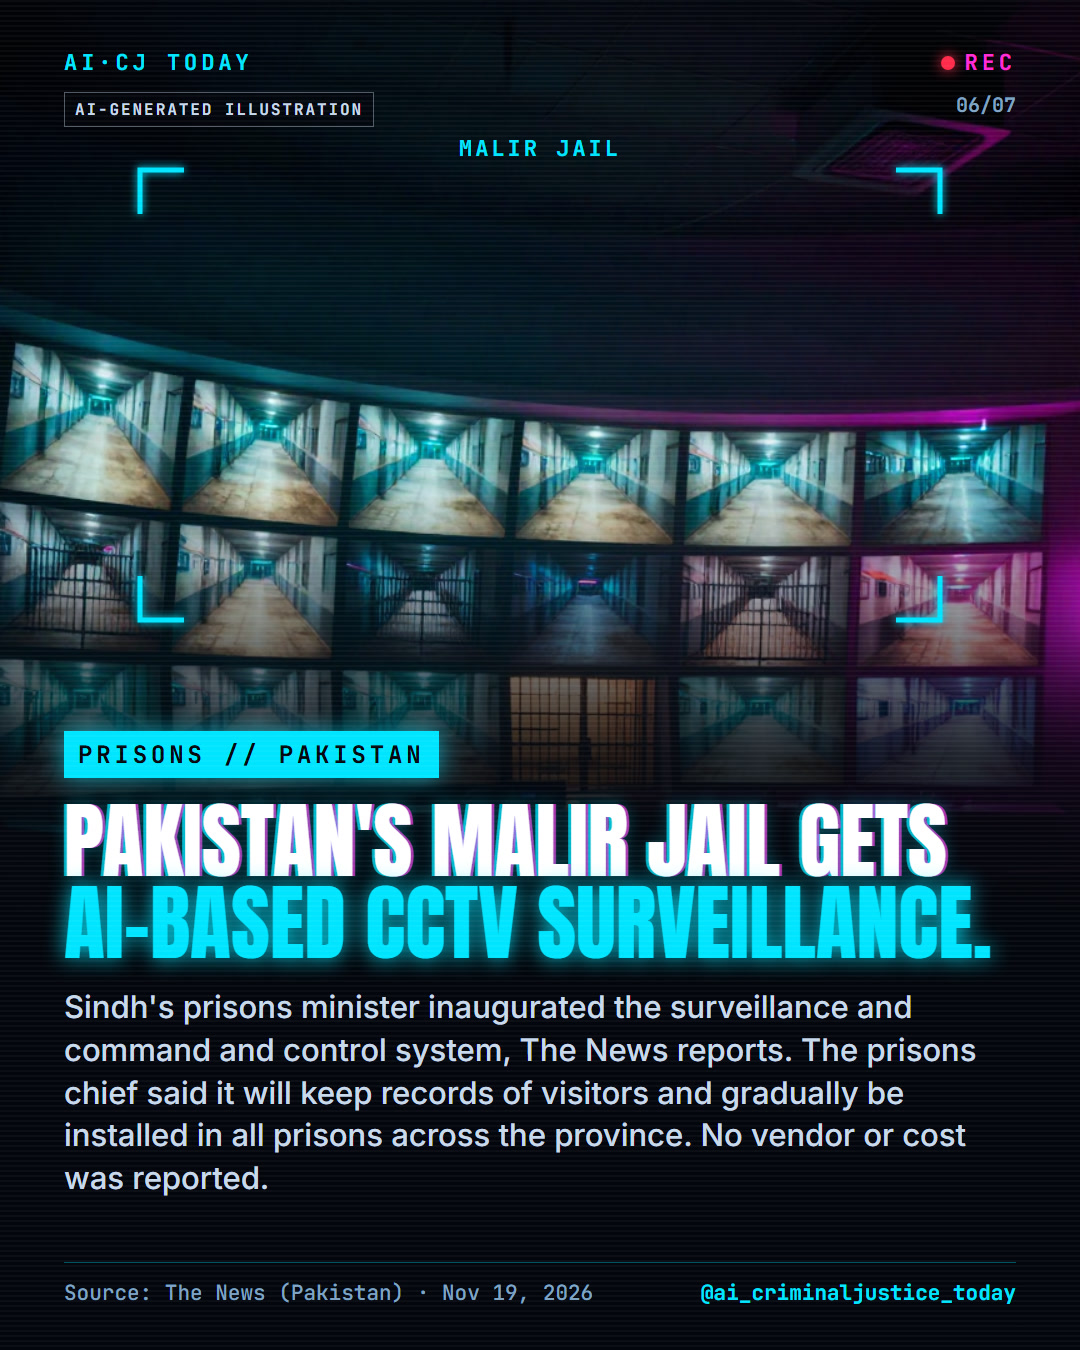 AI·CJ TODAY
REC
AI-GENERATED ILLUSTRATION
06/07
MALIR JAIL
PRISONS // PAKISTAN
PAKISTAN'S MALIR JAIL GETS
AI-BASED CCTV SURVEILLANCE.
Sindh's prisons minister inaugurated the surveillance and
command and control system, The News reports. The prisons
chief said it will keep records of visitors and gradually be
installed in all prisons across the province. No vendor or cost
was reported.
Source: The News (Pakistan) · Nov 19, 2026
@ai_criminaljustice_today